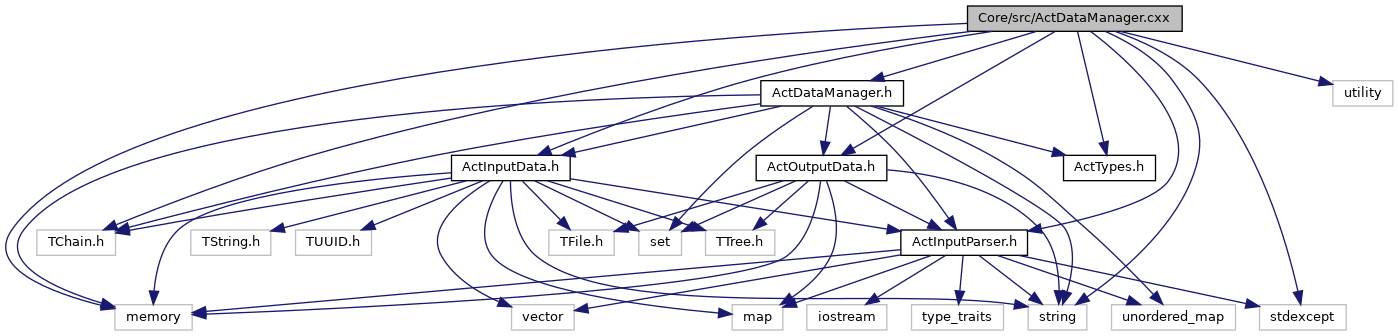 Core/src/ActDataManager.cxx
ActDataManager.h
utility
ActInputData.h
ActOutputData.h
ActTypes.h
TChain.h
TString.h
TUUID.h
TFile.h
set
TTree.h
ActInputParser.h
memory
vector
map
iostream
type_traits
string
unordered_map
stdexcept